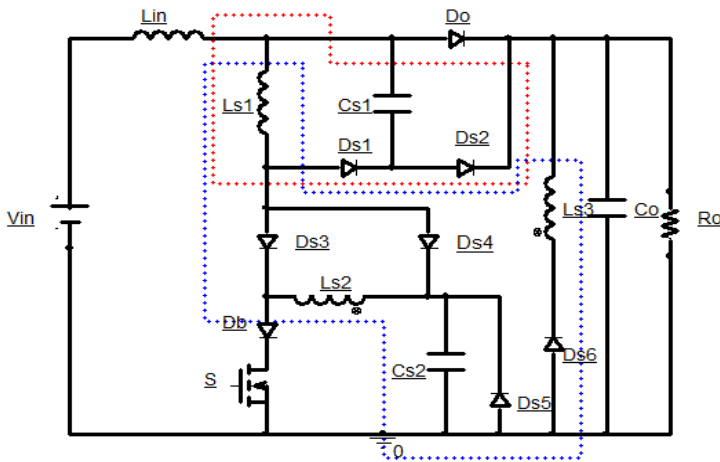 Lin
Do
Ls1
Cs1
Ds1
Ds2
Vin
Ls3
Co
Ro
Ds3
Ds4
Ls2
Db
S
Cs2
Ds5
Ds6
0